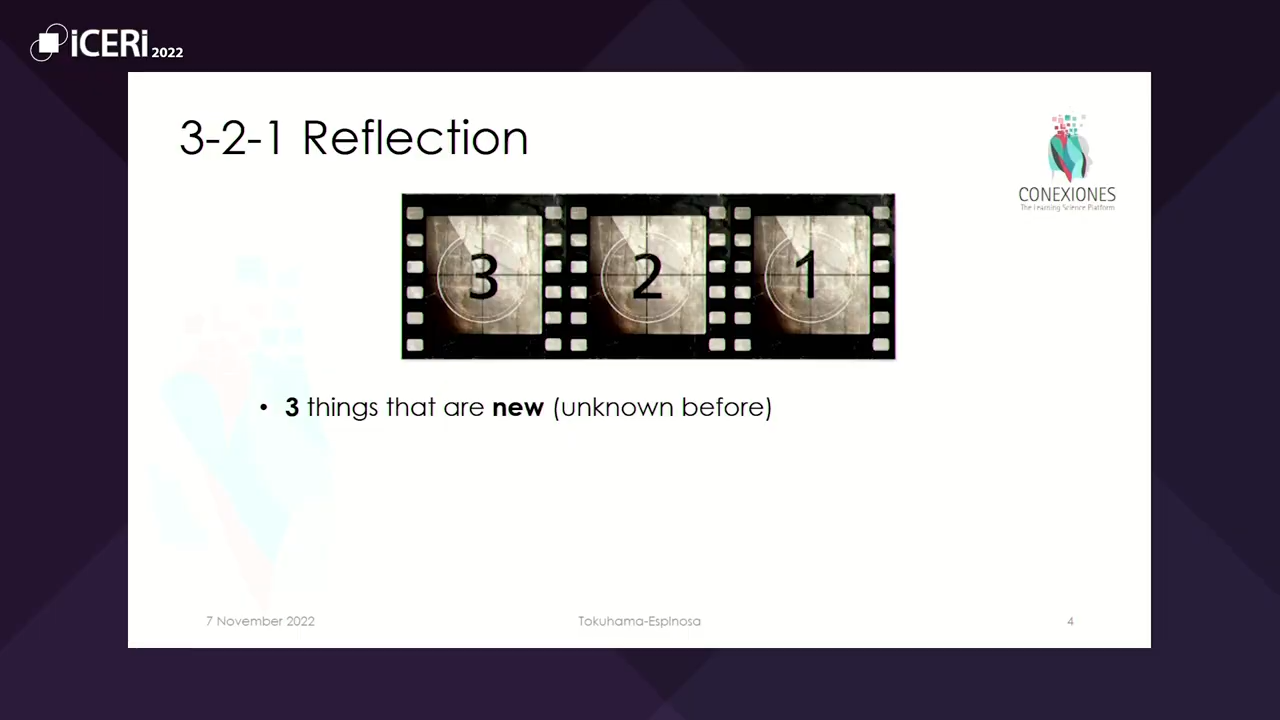 iCERi 2022
3-2-1 Reflection
CONEXIONES
The Learning Science Platform
3 2 1
• 3 things that are new (unknown before)
7 November 2022 Tokuhama-Espinosa 4